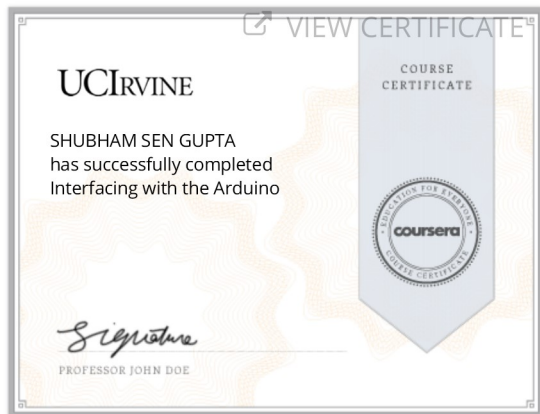 VIEW CERTIFICATE
UCIRVINE
COURSE
CERTIFICATE
SHUBHAM SEN GUPTA
has successfully completed
Interfacing with the Arduino
EDUCATION FOR EVERYONE
coursera
COURSE CERTIFICATE
Signature
PROFESSOR JOHN DOE